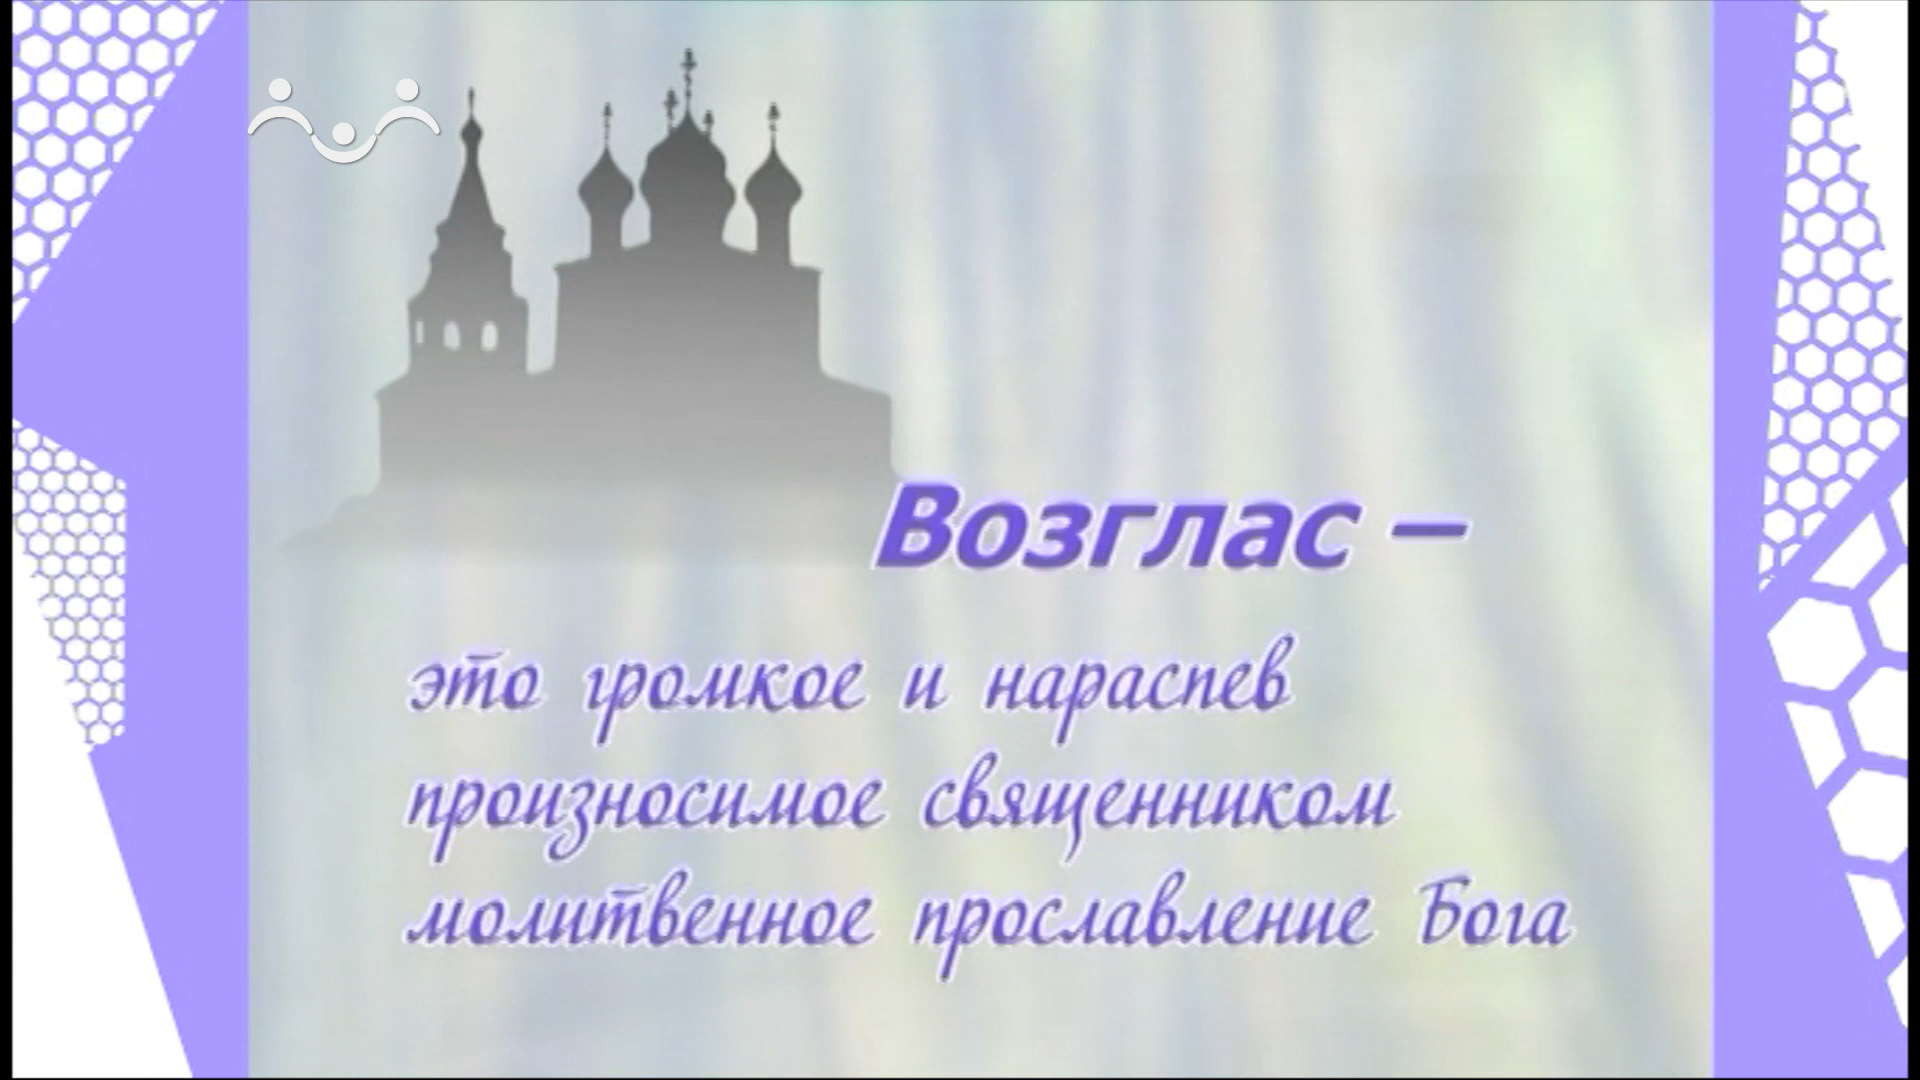 Возглас –
это громкое и нараспев
произносимое священником
молитвенное прославление Бога